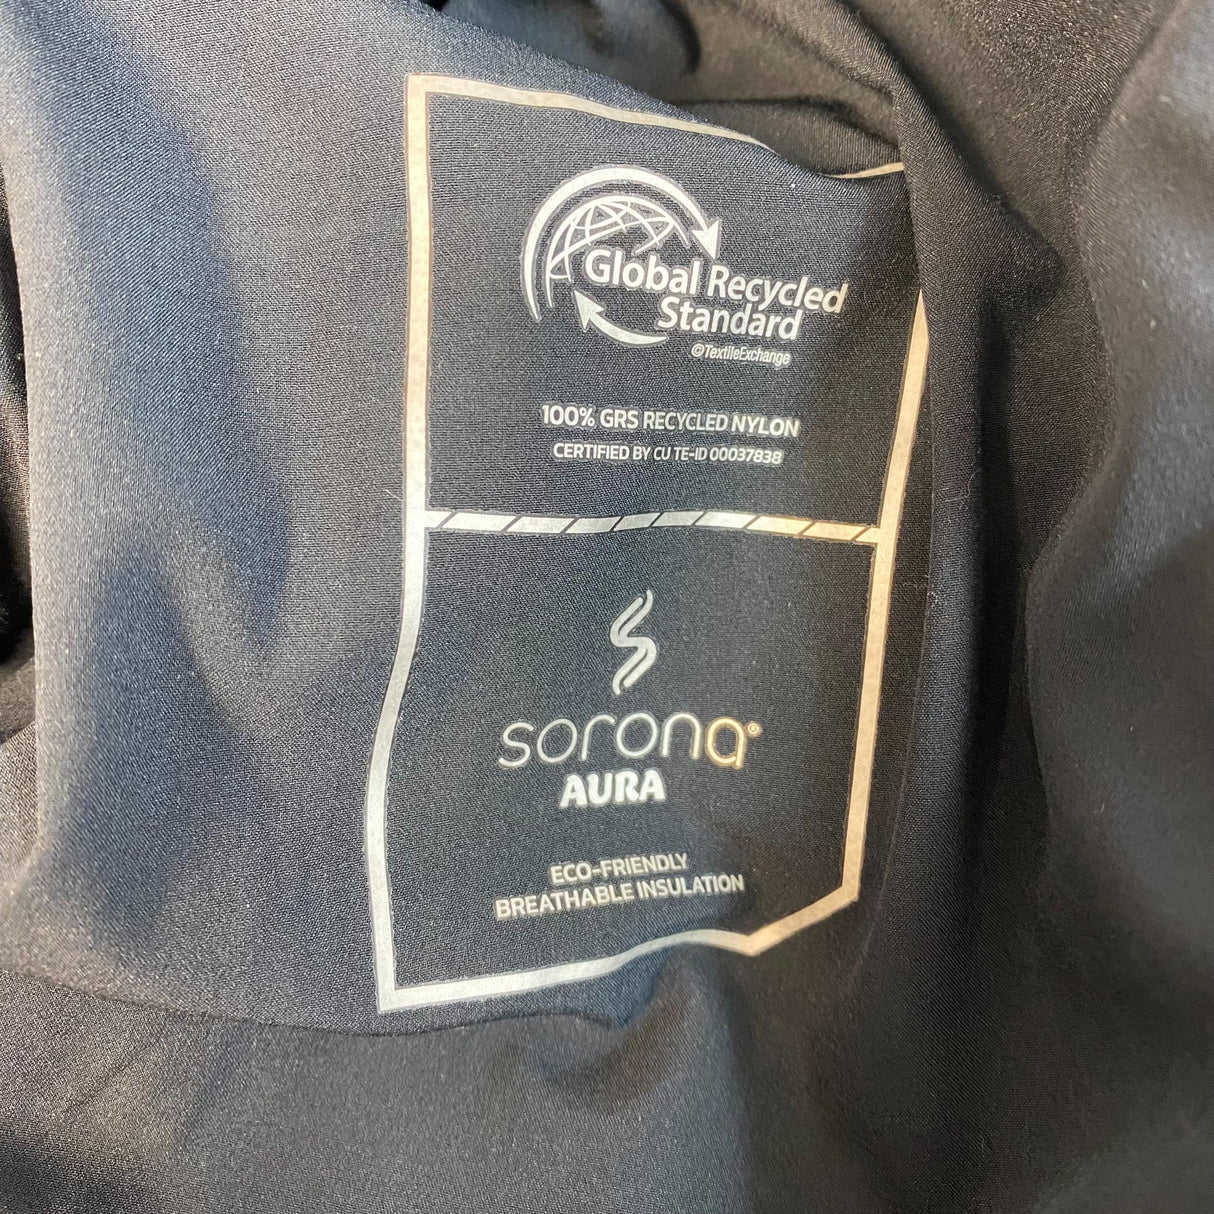 Global Recycled
Standard
©TextileExchange
100% GRS RECYCLED NYLON
CERTIFIED BY CU TE-ID 00037838
sorona®
AURA
ECO-FRIENDLY
BREATHABLE INSULATION